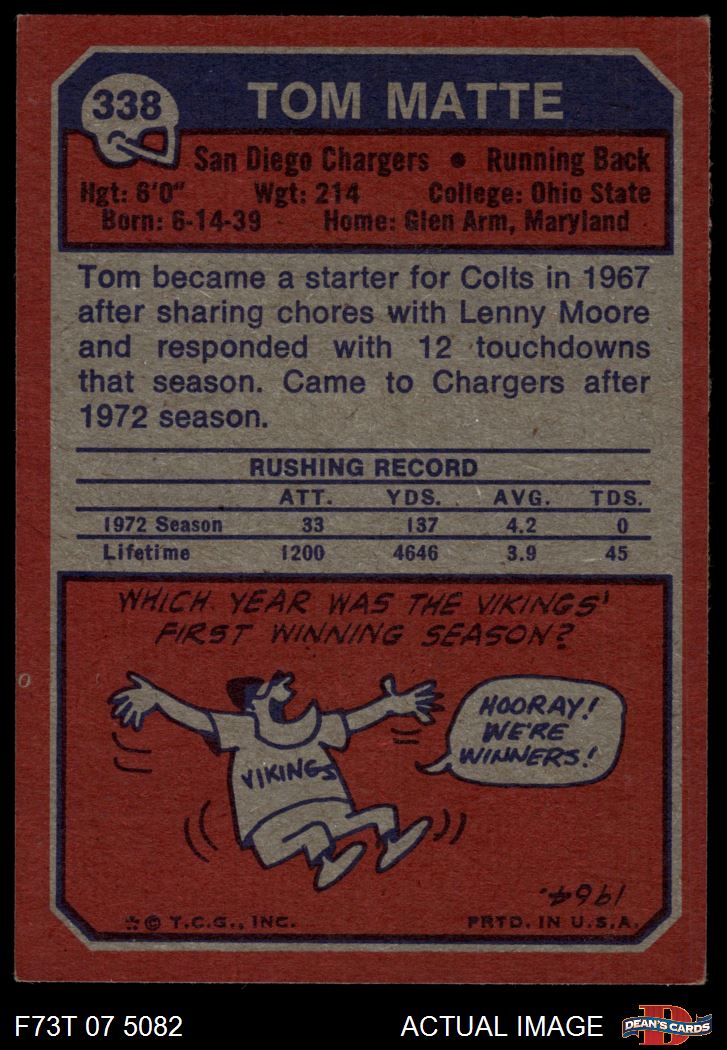 338
TOM MATTE
San Diego Chargers • Running Back
Hgt: 6'0" Wgt: 214 College: Ohio State
Born: 6-14-39 Home: Glen Arm, Maryland
Tom became a starter for Colts in 1967
after sharing chores with Lenny Moore
and responded with 12 touchdowns
that season. Came to Chargers after
1972 season.
RUSHING RECORD
ATT. YDS. AVG. TDS.
1972 Season 33 137 4.2 0
Lifetime 1200 4646 3.9 45
WHICH YEAR WAS THE VIKINGS'
FIRST WINNING SEASON?
HOORAY!
WE'RE
WINNERS!
VIKINGS
1964.
*© T.C.G., INC. PRTD. IN U.S.A.
F73T 07 5082 ACTUAL IMAGE
D
DEAN'S CARDS